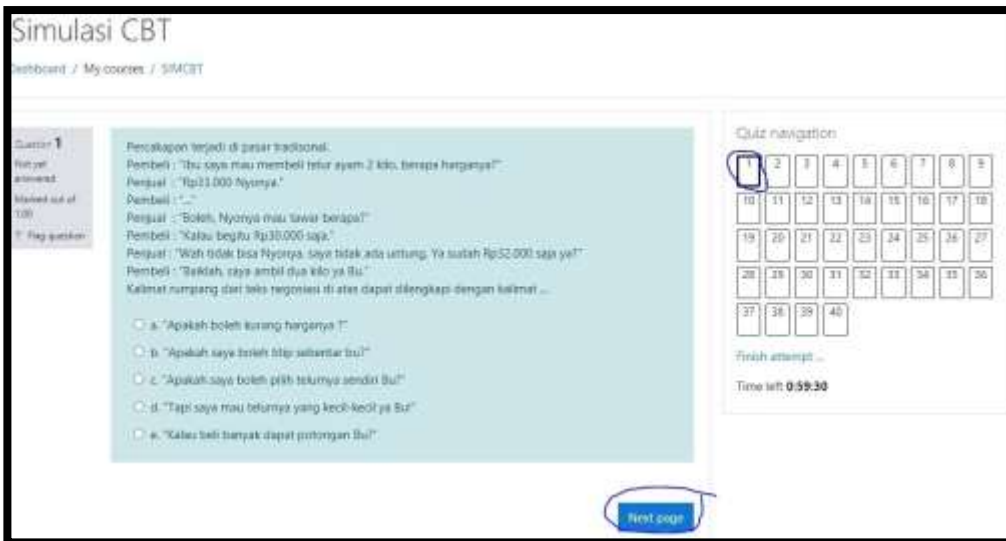 Simulasi CBT
Dashboard / My courses / SIMCBT
Question 1
Not yet
answered
Marked out of
1.00
Flag question
Percakapan terjadi di pasar tradisional.
Pembeli : "Ibu saya mau membeli telur ayam 2 kilo, berapa harganya?"
Penjual : "Rp33.000 Nyonya."
Pembeli : "..."
Penjual : "Boleh, Nyonya mau tawar berapa?"
Pembeli : "Kalau begitu Rp30.000 saja."
Penjual : "Wah tidak bisa Nyonya, saya tidak ada untung. Ya sudah Rp32.000 saja ya?"
Pembeli : "Baiklah, saya ambil dua kilo ya Bu."
Kalimat rumpang dari teks negosiasi di atas dapat dilengkapi dengan kalimat ...
a. "Apakah boleh kurang harganya ?"
b. "Apakah saya boleh titip sebentar bu?"
c. "Apakah saya boleh pilih telurnya sendiri Bu?"
d. "Tapi saya mau telurnya yang kecil-kecil ya Bu"
e. "Kalau beli banyak dapat potongan Bu?"
Next page
Quiz navigation
1 2 3 4 5 6 7 8 9
10 11 12 13 14 15 16 17 18
19 20 21 22 23 24 25 26 27
28 29 30 31 32 33 34 35 36
37 38 39 40
Finish attempt ...
Time left 0:59:30